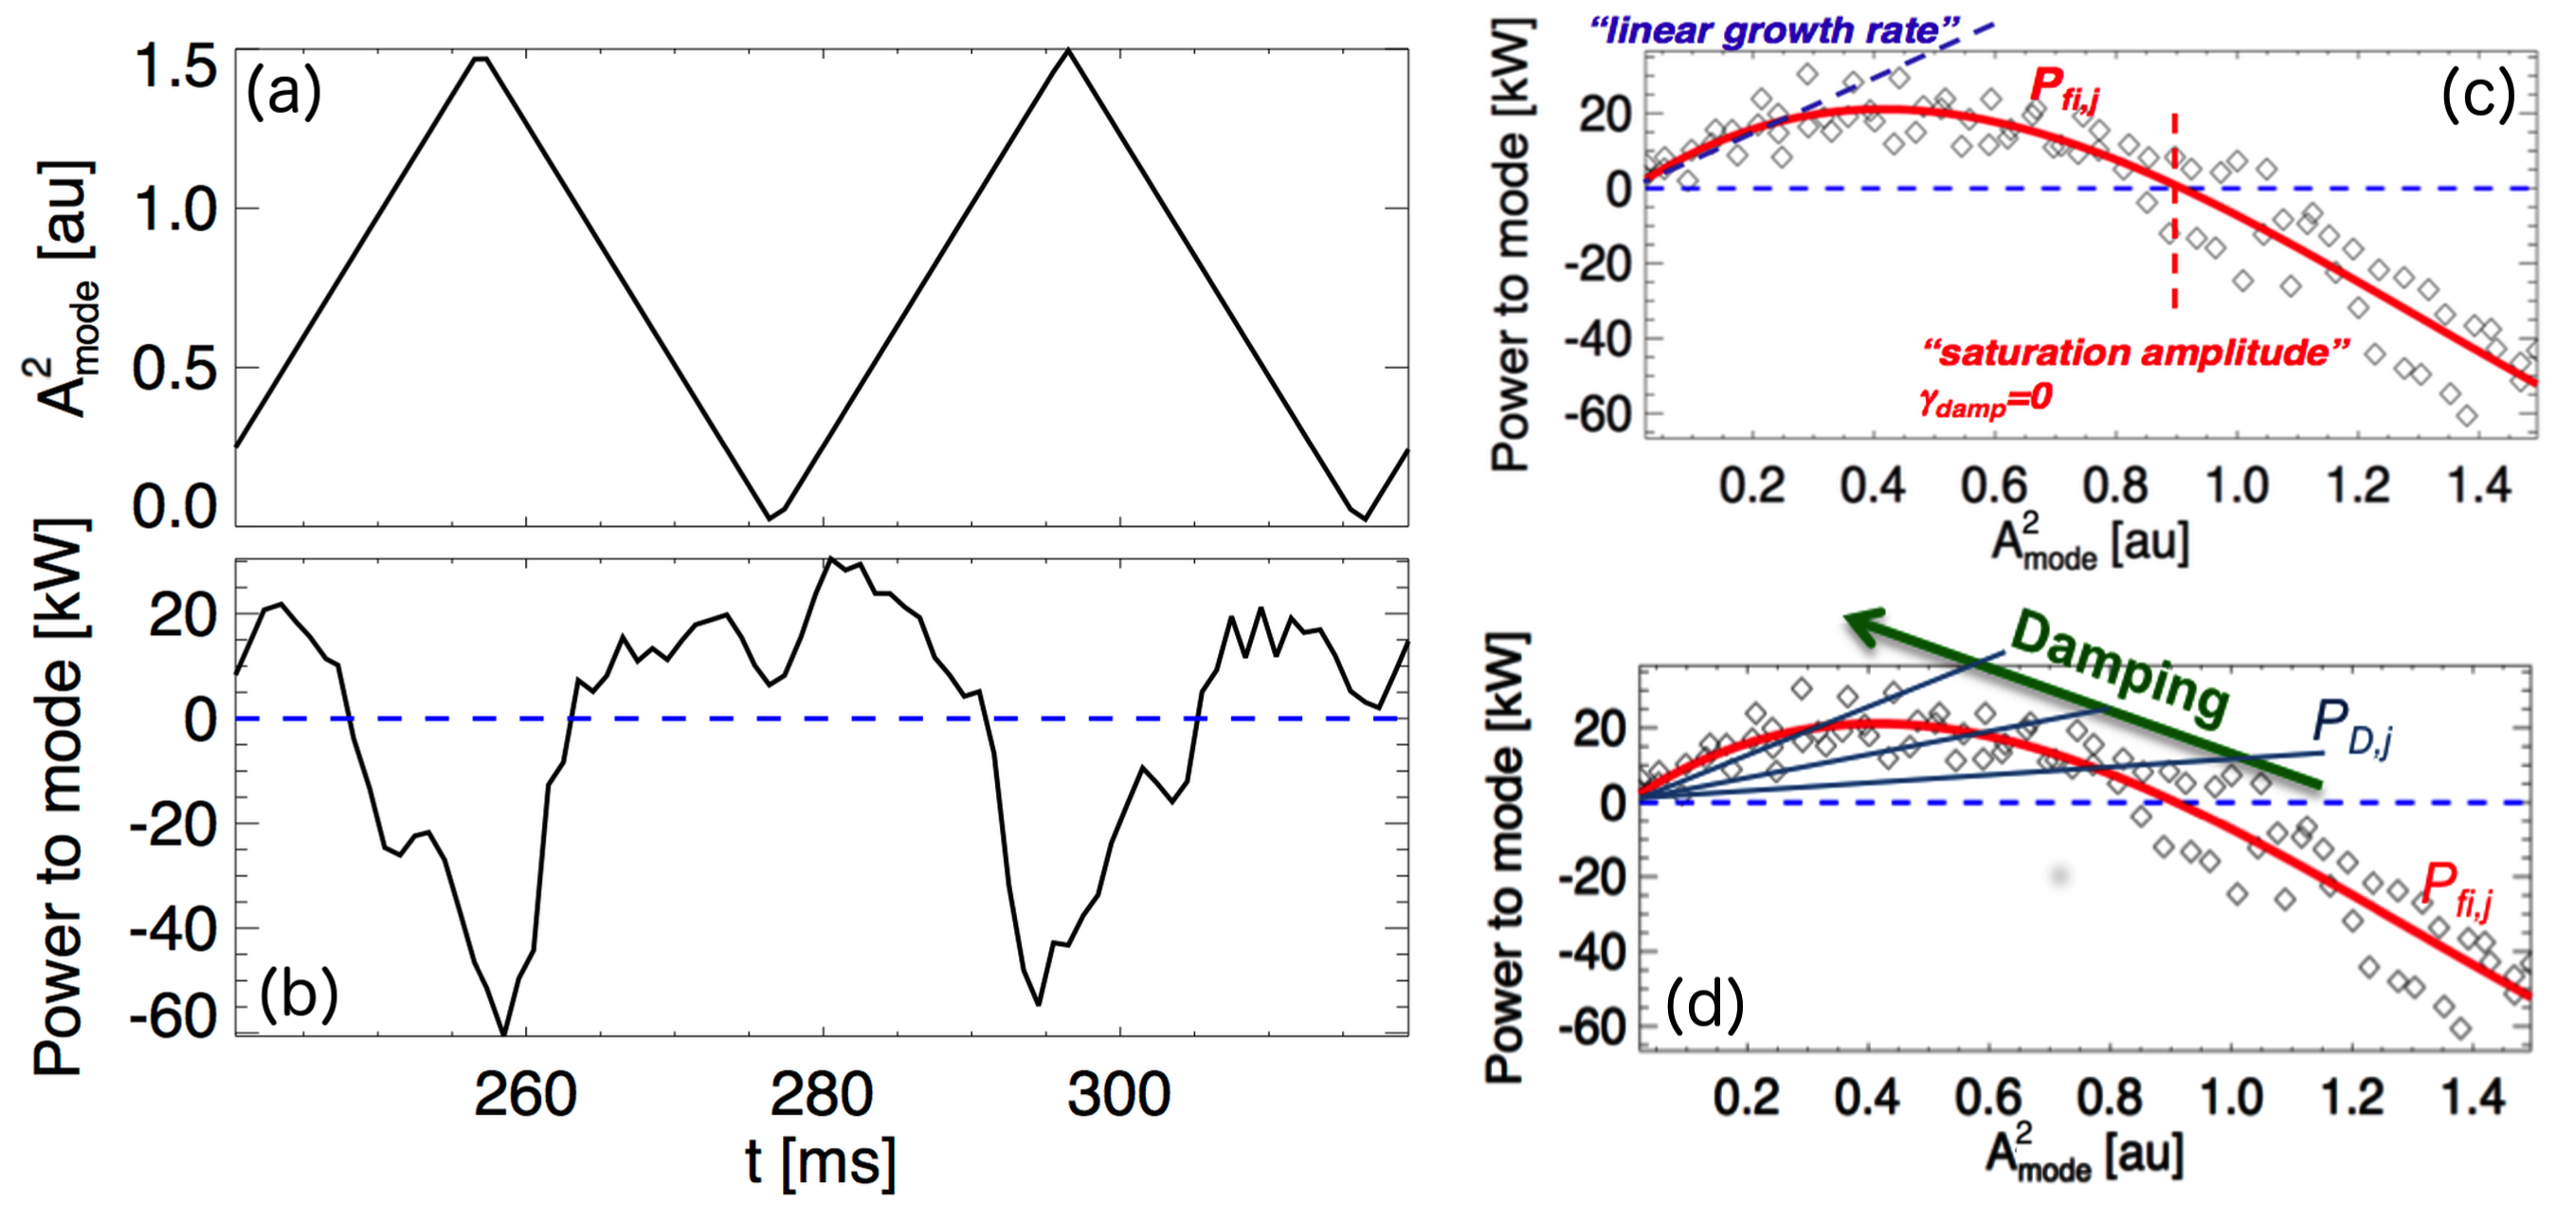 (a)
A²mode [au]
1.5
1.0
0.5
0.0
(b)
Power to mode [kW]
20
0
-20
-40
-60
260 280 300
t [ms]
(c)
“linear growth rate”
Pfi,j
Power to mode [kW]
20
0
-20
-40
-60
“saturation amplitude”
γdamp=0
0.2 0.4 0.6 0.8 1.0 1.2 1.4
A²mode [au]
Damping
PD,j
Power to mode [kW]
20
0
-20
-40
-60
Pfi,j
(d)
0.2 0.4 0.6 0.8 1.0 1.2 1.4
A²mode [au]